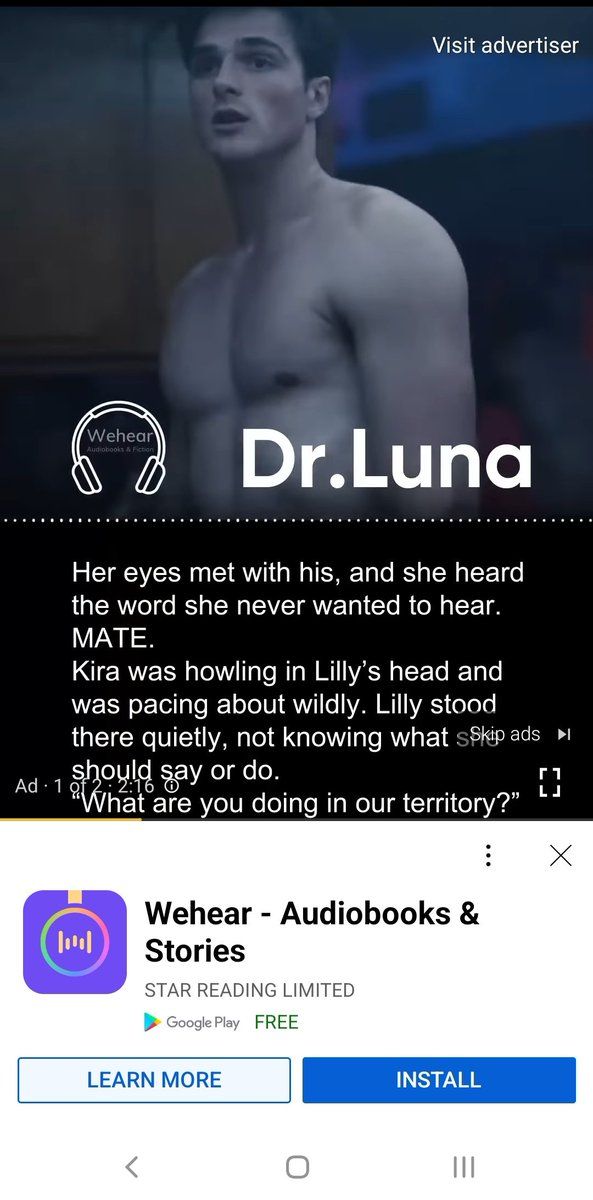 Visit advertiser
Wehear
Audiobooks & Fiction
Dr.Luna
Her eyes met with his, and she heard
the word she never wanted to hear.
MATE.
Kira was howling in Lilly’s head and
was pacing about wildly. Lilly stood
there quietly, not knowing what she
Skip ads
should say or do.
Ad · 1 of 2 · 2:16
“What are you doing in our territory?”
Wehear - Audiobooks &
Stories
STAR READING LIMITED
Google Play FREE
LEARN MORE
INSTALL